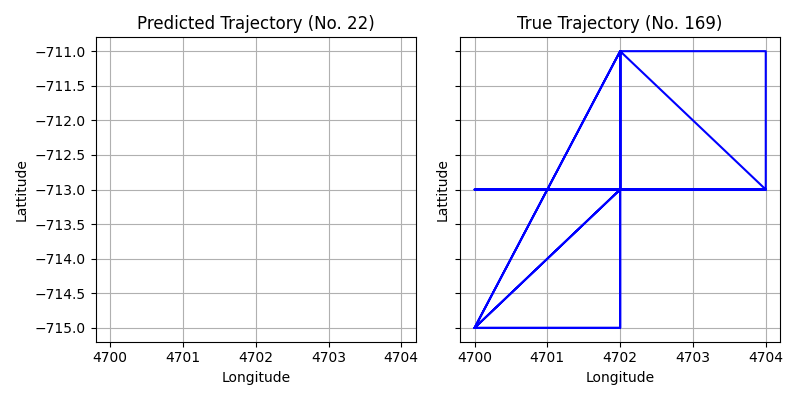 Predicted Trajectory (No. 22)
True Trajectory (No. 169)
Lattitude
−711.0
−711.5
−712.0
−712.5
−713.0
−713.5
−714.0
−714.5
−715.0
4700 4701 4702 4703 4704
Longitude
Lattitude
4700 4701 4702 4703 4704
Longitude